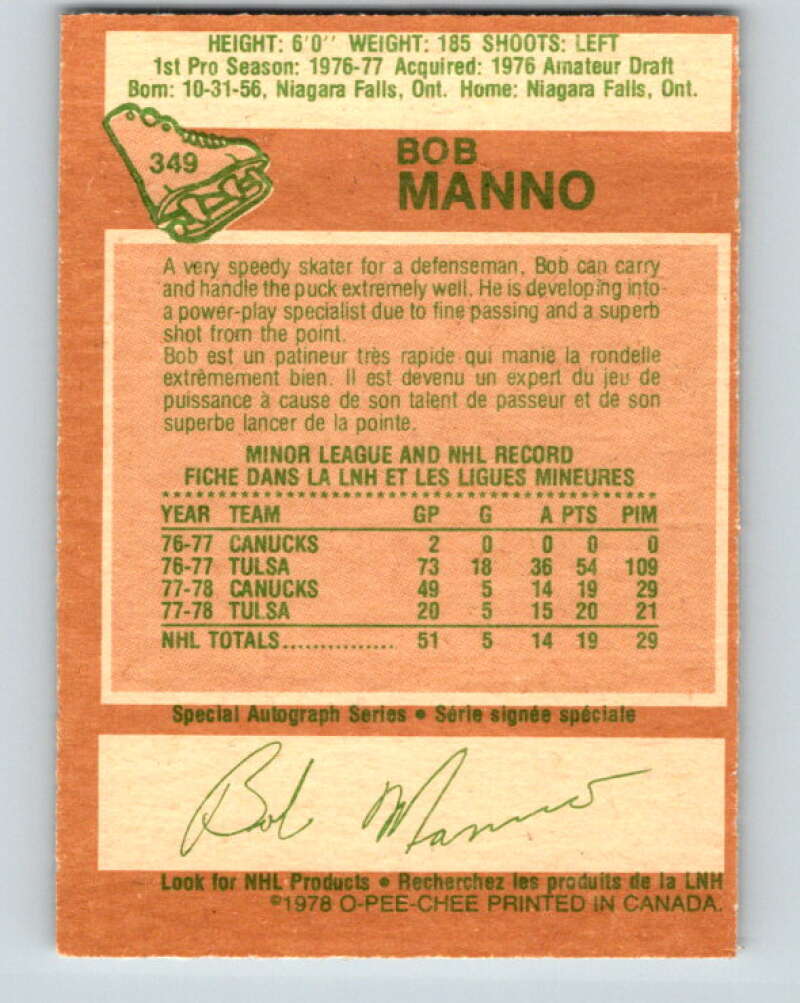 HEIGHT: 6'0'' WEIGHT: 185 SHOOTS: LEFT
1st Pro Season: 1976-77 Acquired: 1976 Amateur Draft
Born: 10-31-56, Niagara Falls, Ont. Home: Niagara Falls, Ont.
349
BOB
MANNO
A very speedy skater for a defenseman, Bob can carry
and handle the puck extremely well. He is developing into
a power-play specialist due to fine passing and a superb
shot from the point.
Bob est un patineur très rapide qui manie la rondelle
extrêmement bien. Il est devenu un expert du jeu de
puissance à cause de son talent de passeur et de son
superbe lancer de la pointe.
MINOR LEAGUE AND NHL RECORD
FICHE DANS LA LNH ET LES LIGUES MINEURES
YEAR TEAM GP G A PTS PIM
76-77 CANUCKS 2 0 0 0 0
76-77 TULSA 73 18 36 54 109
77-78 CANUCKS 49 5 14 19 29
77-78 TULSA 20 5 15 20 21
NHL TOTALS............... 51 5 14 19 29
Special Autograph Series • Série signée spéciale
Bob Manno
Look for NHL Products • Recherchez les produits de la LNH
©1978 O-PEE-CHEE PRINTED IN CANADA.